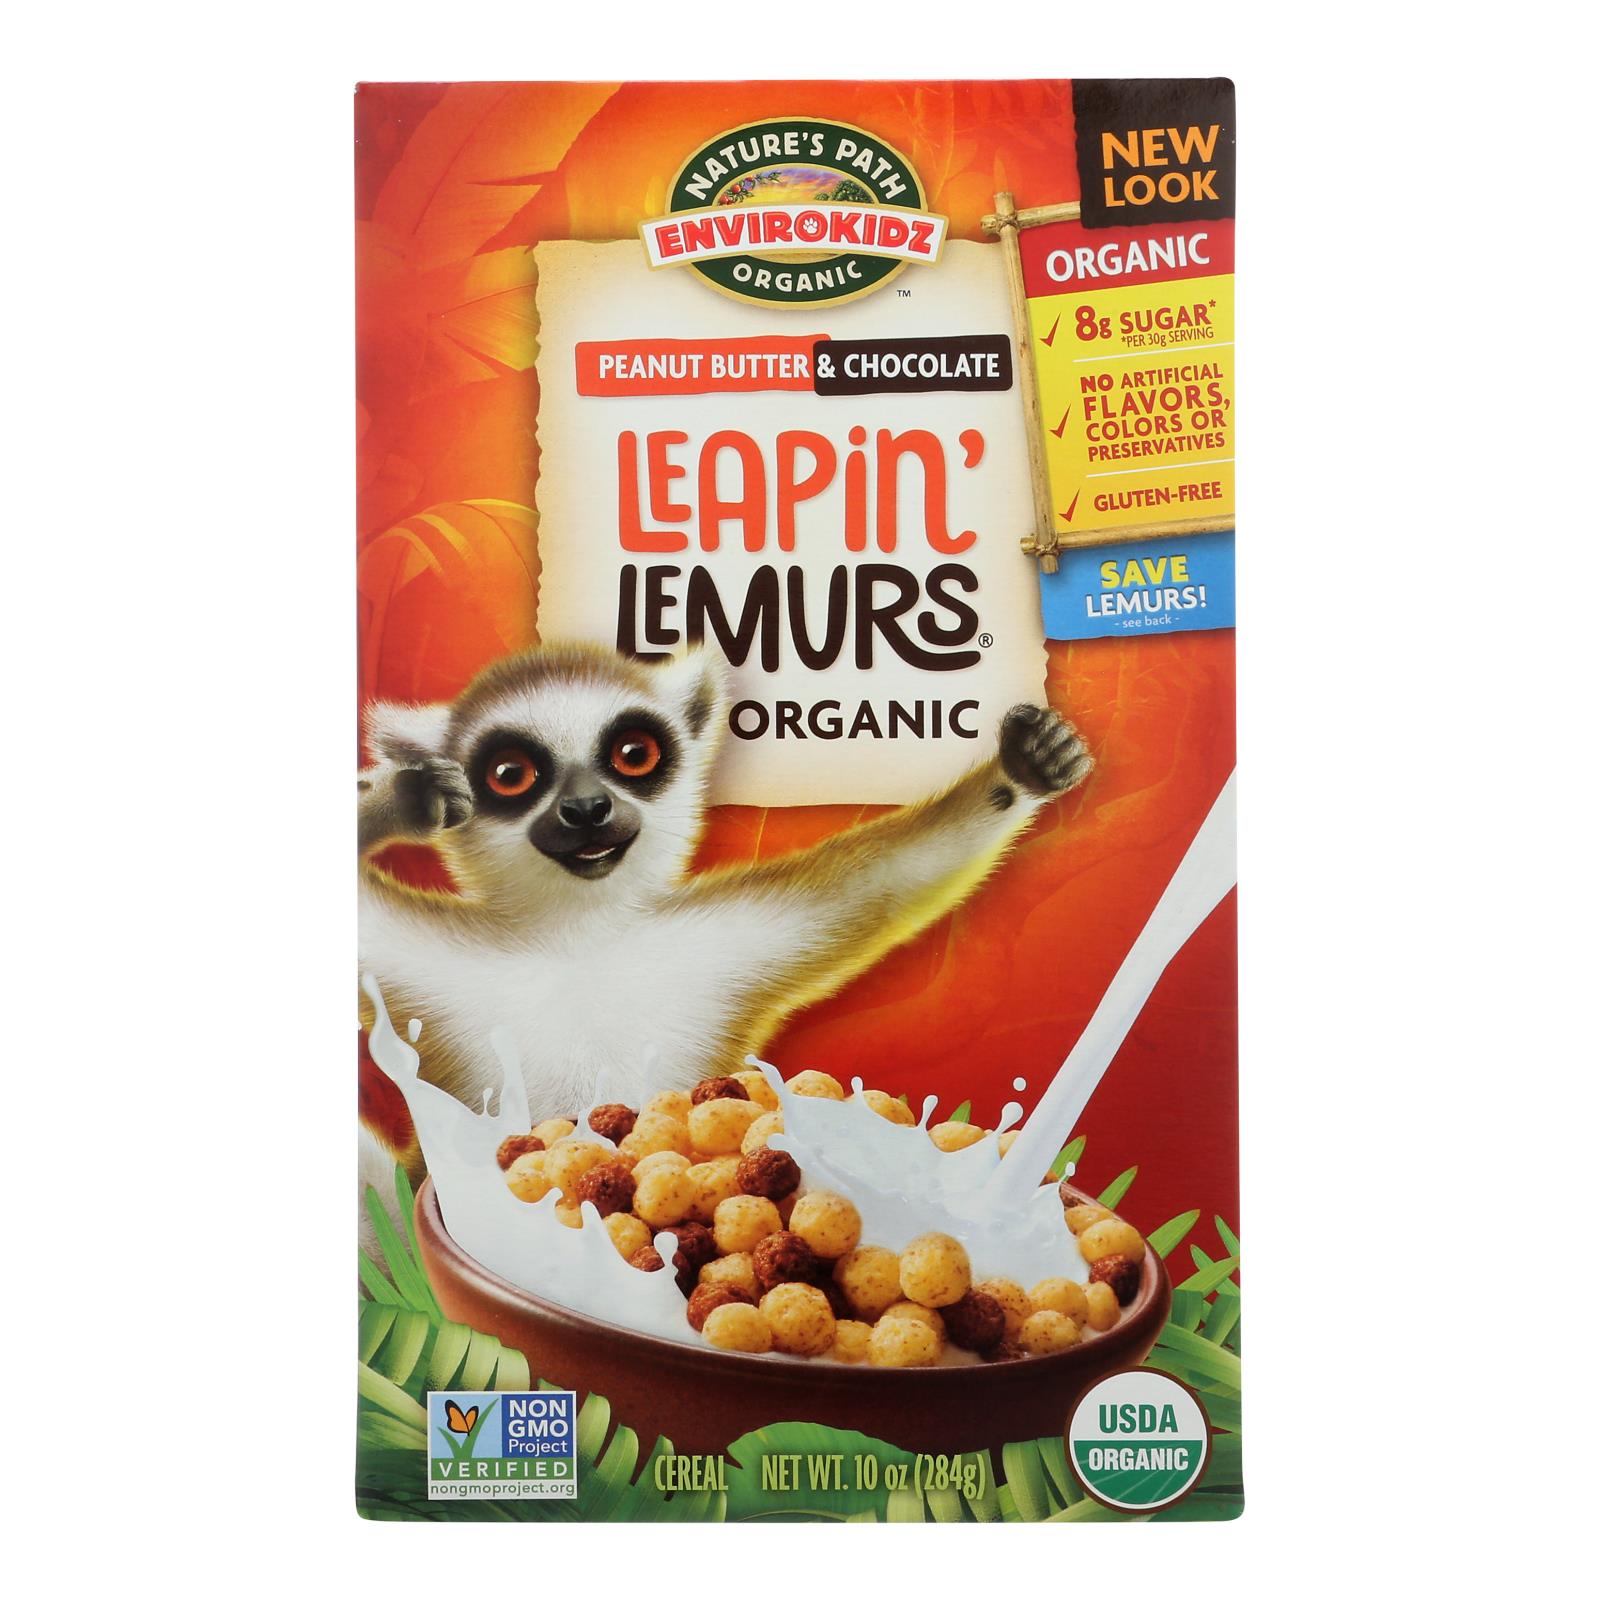 NEW
LOOK
NATURE'S PATH
ENVIROKIDZ
ORGANIC
™
ORGANIC
8g SUGAR*
*PER 30g SERVING
NO ARTIFICIAL
FLAVORS,
COLORS OR
PRESERVATIVES
GLUTEN-FREE
SAVE
LEMURS!
- see back -
PEANUT BUTTER & CHOCOLATE
LEAPIN'
LEMURS®
ORGANIC
NON
GMO
Project
VERIFIED
nongmoproject.org
CEREAL NET WT. 10 oz (284g)
USDA
ORGANIC